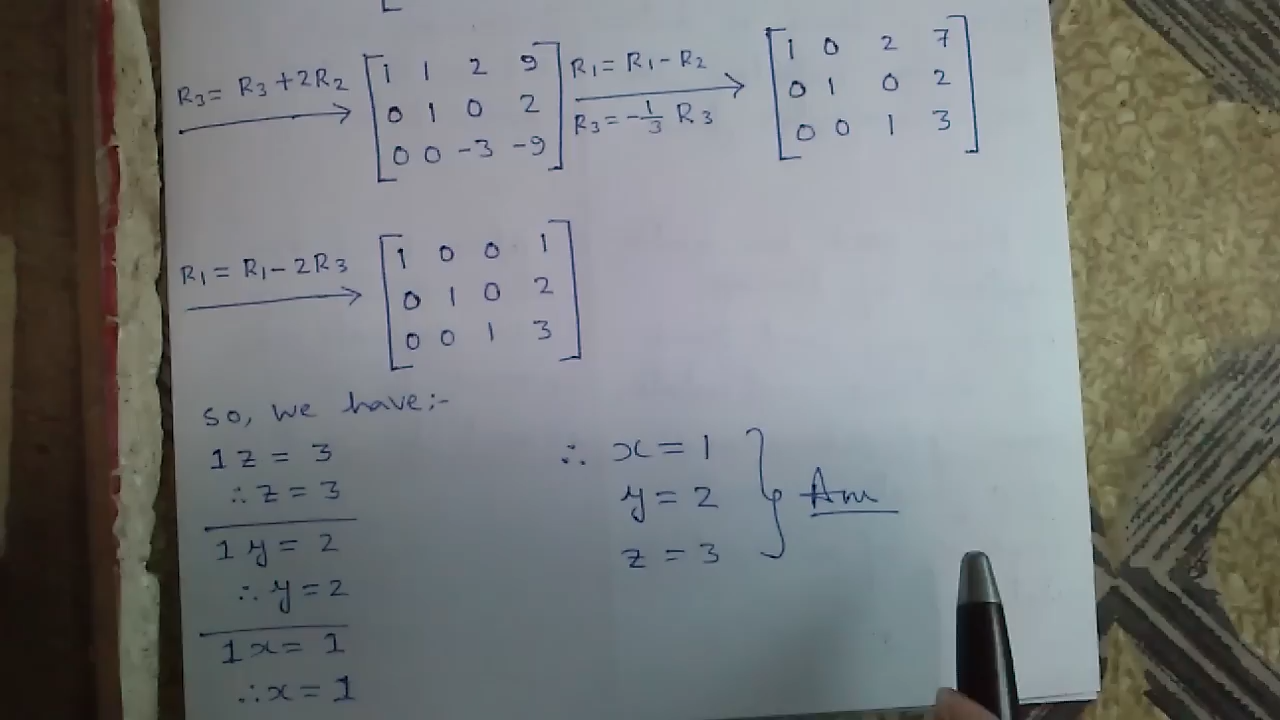 R3 = R3 + 2R2
1 1 2 9
0 1 0 2
0 0 -3 -9
R1 = R1 - R2
R3 = -1/3 R3
1 0 2 7
0 1 0 2
0 0 1 3
R1 = R1 - 2R3
1 0 0 1
0 1 0 2
0 0 1 3
so, we have:-
1z = 3
∴ z = 3
1y = 2
∴ y = 2
1x = 1
∴ x = 1
∴ x = 1
y = 2
z = 3